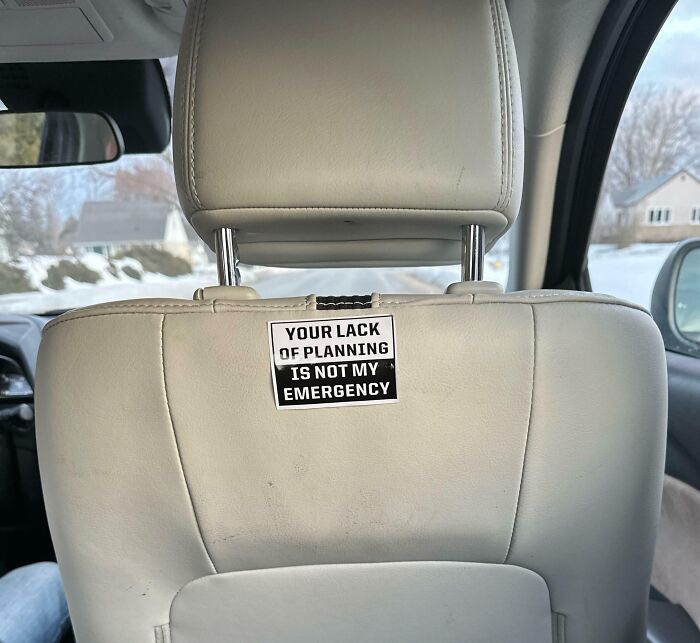 YOUR LACK
OF PLANNING
IS NOT MY
EMERGENCY